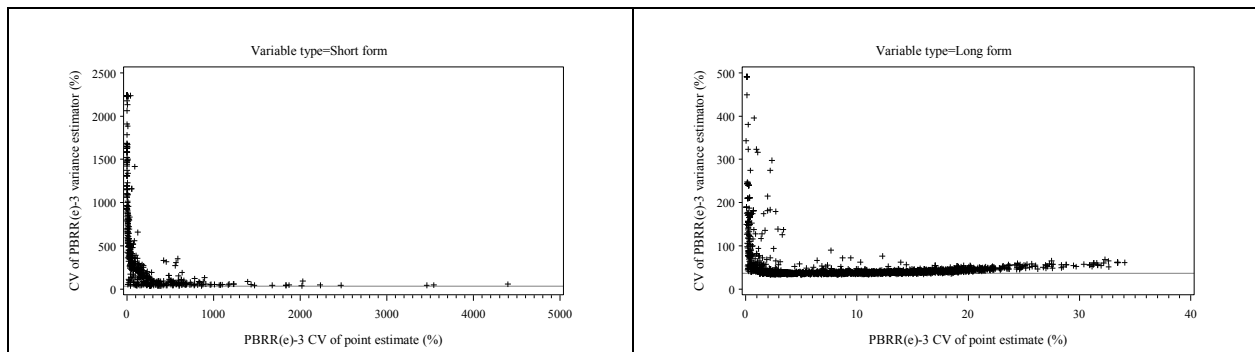 Variable type=Short form
CV of PBRR(e)-3 variance estimator (%)
2500
2000
1500
1000
500
0
0 1000 2000 3000 4000 5000
PBRR(e)-3 CV of point estimate (%)
Variable type=Long form
CV of PBRR(e)-3 variance estimator (%)
500
400
300
200
100
0
0 10 20 30 40
PBRR(e)-3 CV of point estimate (%)